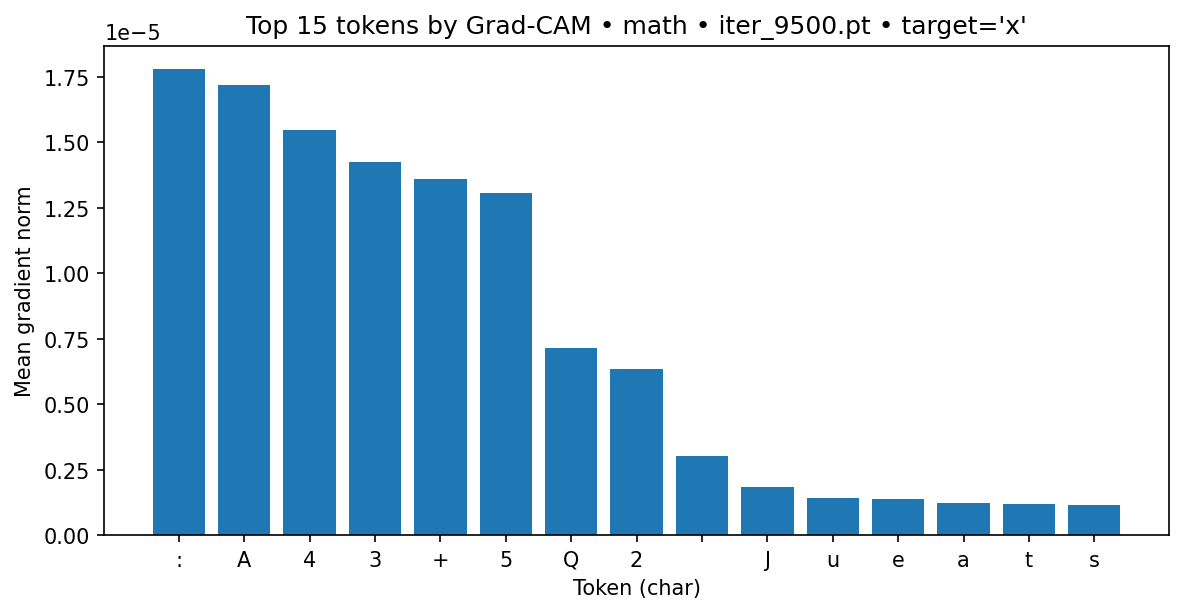 Top 15 tokens by Grad-CAM • math • iter_9500.pt • target='x'
1e−5
1.75
1.50
1.25
1.00
0.75
0.50
0.25
0.00
Mean gradient norm
: A 4 3 + 5 Q 2 J u e a t s
Token (char)